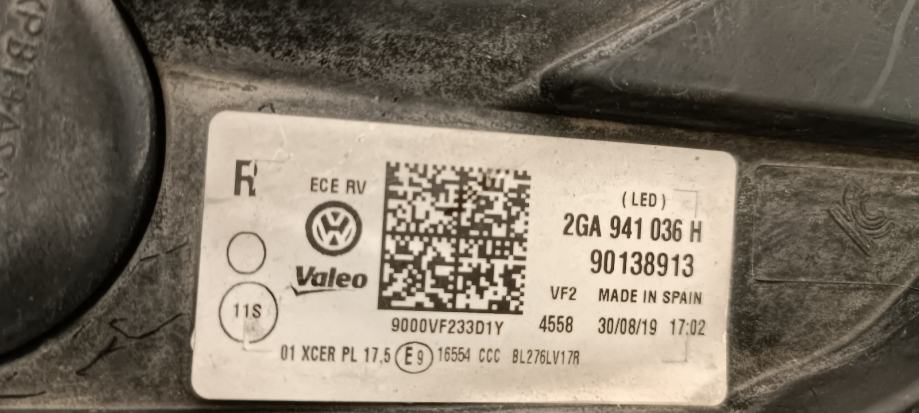 R
ECE RV
Valeo
11S
9000VF233D1Y
(LED)
2GA 941 036 H
90138913
VF2 MADE IN SPAIN
4558 30/08/19 17:02
01 XCER PL 17,5 E9 16554 CCC BL276LV17R